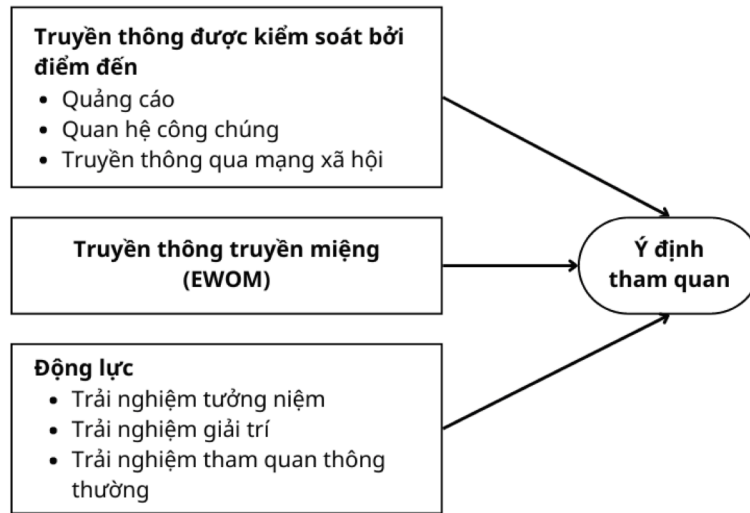 Truyền thông được kiểm soát bởi
điểm đến
• Quảng cáo
• Quan hệ công chúng
• Truyền thông qua mạng xã hội
Truyền thông truyền miệng
(EWOM)
Ý định
tham quan
Động lực
• Trải nghiệm tưởng niệm
• Trải nghiệm giải trí
• Trải nghiệm tham quan thông
thường